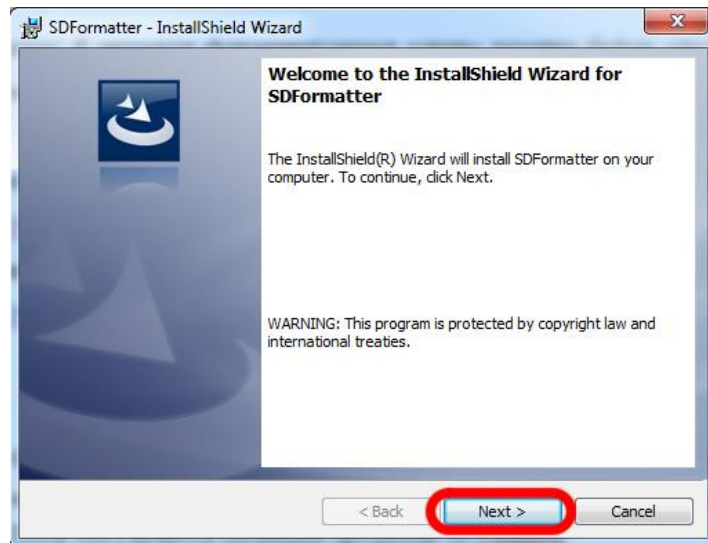 SDFormatter - InstallShield Wizard
Welcome to the InstallShield Wizard for
SDFormatter
The InstallShield(R) Wizard will install SDFormatter on your
computer. To continue, click Next.
WARNING: This program is protected by copyright law and
international treaties.
< Back Next > Cancel